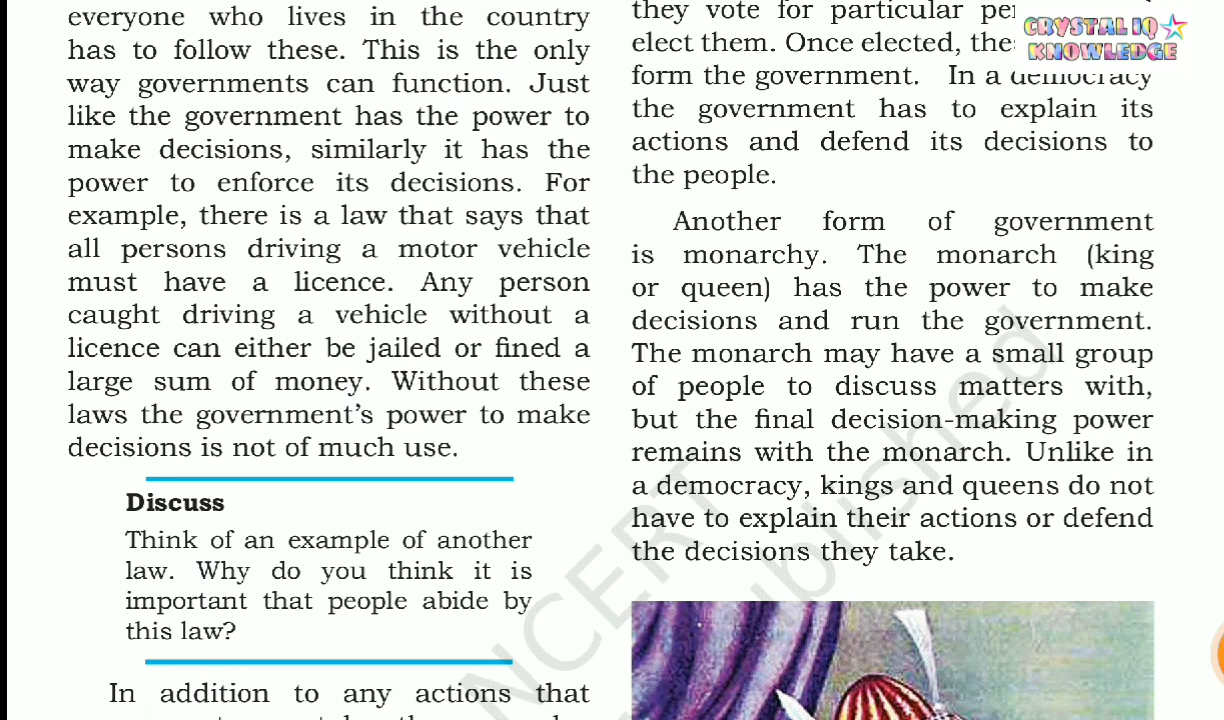 everyone who lives in the country
has to follow these. This is the only
way governments can function. Just
like the government has the power to
make decisions, similarly it has the
power to enforce its decisions. For
example, there is a law that says that
all persons driving a motor vehicle
must have a licence. Any person
caught driving a vehicle without a
licence can either be jailed or fined a
large sum of money. Without these
laws the government's power to make
decisions is not of much use.
Discuss
Think of an example of another
law. Why do you think it is
important that people abide by
this law?
In addition to any actions that
they vote for particular
elect them. Once elected,
form the government. In a democracy
the government has to explain its
actions and defend its decisions to
the people.
Another form of government
is monarchy. The monarch (king
or queen) has the power to make
decisions and run the government.
The monarch may have a small group
of people to discuss matters with,
but the final decision-making power
remains with the monarch. Unlike in
a democracy, kings and queens do not
have to explain their actions or defend
the decisions they take.
CRYSTAL IQ
KNOWLEDGE
NCERT
published